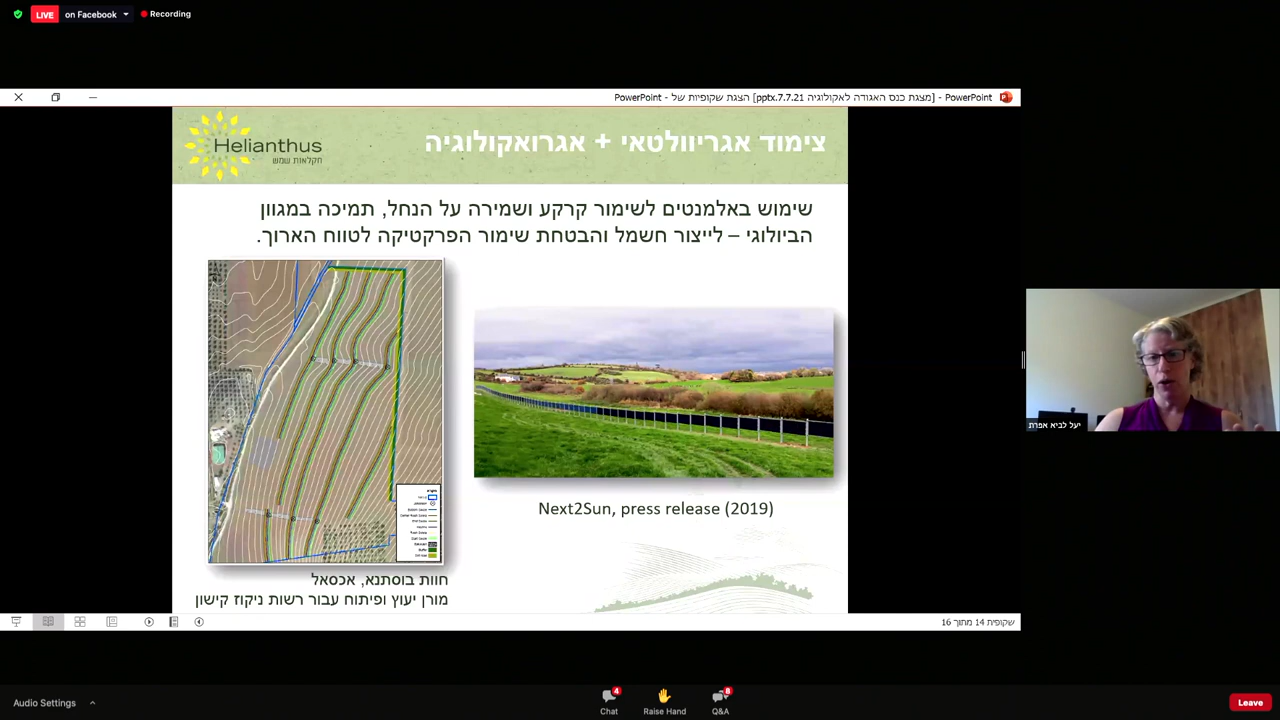 LIVE on Facebook Recording
PowerPoint - [מצגת כנס האגודה לאקולוגיה 7.7.21.pptx] הצגת שקופיות של - PowerPoint
Helianthus
חקלאות שמש
צימוד אגריוולטאי + אגרואקולוגיה
שימוש באלמנטים לשימור קרקע ושמירה על הנחל, תמיכה במגוון
הביולוגי – לייצור חשמל והבטחת שימור הפרקטיקה לטווח הארוך.
Next2Sun, press release (2019)
חוות בוסתנא, אכסאל
מורן יעוץ ופיתוח עבור רשות ניקוז קישון
יעל לביא אפרת
שקופית 14 מתוך 16
Audio Settings
4
Chat
Raise Hand
8
Q&A
Leave